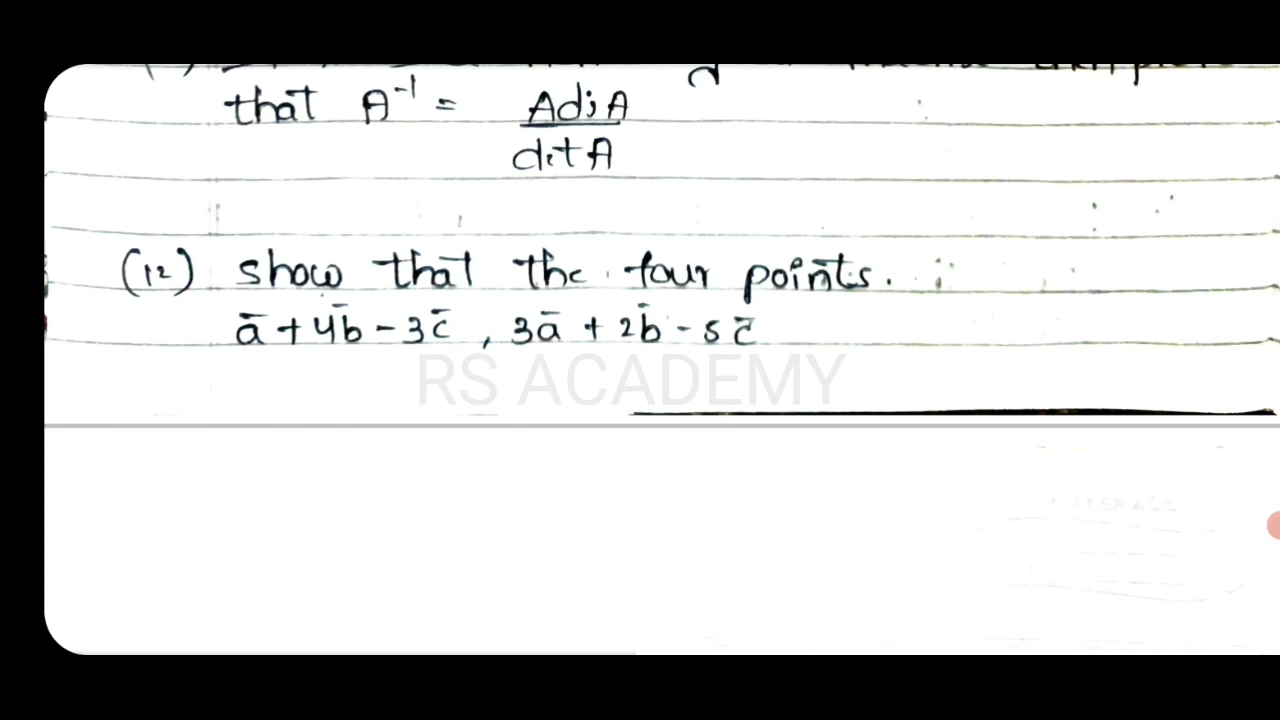 that A⁻¹ = AdjA
detA
(12) show that the four points.
ā + 4b̄ - 3c̄ , 3ā + 2b̄ - 5c̄
RS ACADEMY